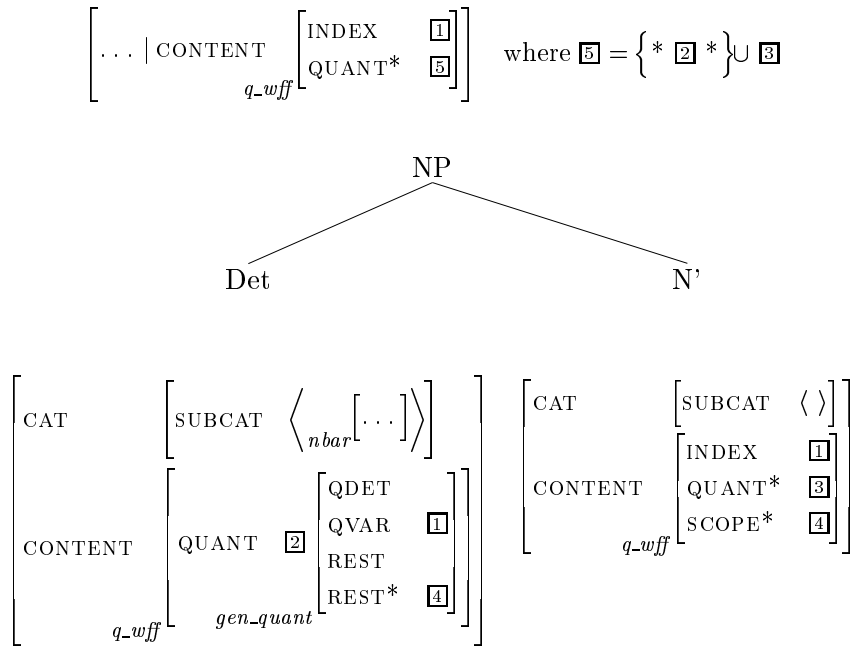 ... | CONTENT q_wff [INDEX [1] QUANT* [5]] where [5] = { * [2] * } ∪ [3]
NP
Det N'
CAT [SUBCAT ⟨ nbar[...] ⟩]
CONTENT q_wff [QUANT [2] gen_quant [QDET
QVAR [1]
REST
REST* [4]]]
CAT [SUBCAT ⟨ ⟩]
CONTENT q_wff [INDEX [1]
QUANT* [3]
SCOPE* [4]]